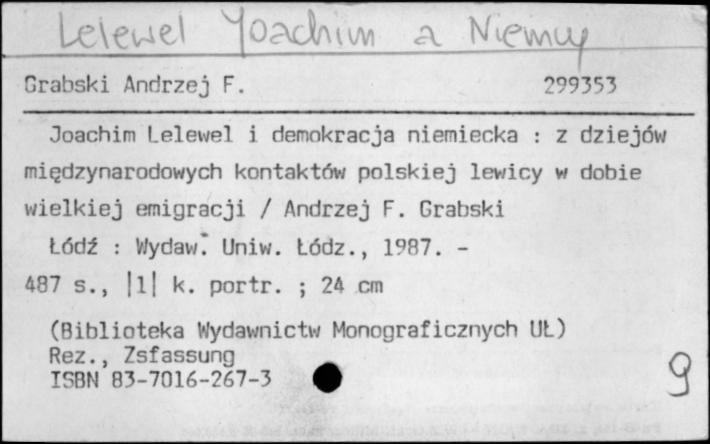 Lelewel Joachim a Niemcy
Grabski Andrzej F. 299353
Joachim Lelewel i demokracja niemiecka : z dziejów
międzynarodowych kontaktów polskiej lewicy w dobie
wielkiej emigracji / Andrzej F. Grabski
Łódź : Wydaw. Uniw. Łódz., 1987. -
487 s., |1| k. portr. ; 24 cm
(Biblioteka Wydawnictw Monograficznych UŁ)
Rez., Zsfassung
ISBN 83-7016-267-3
9